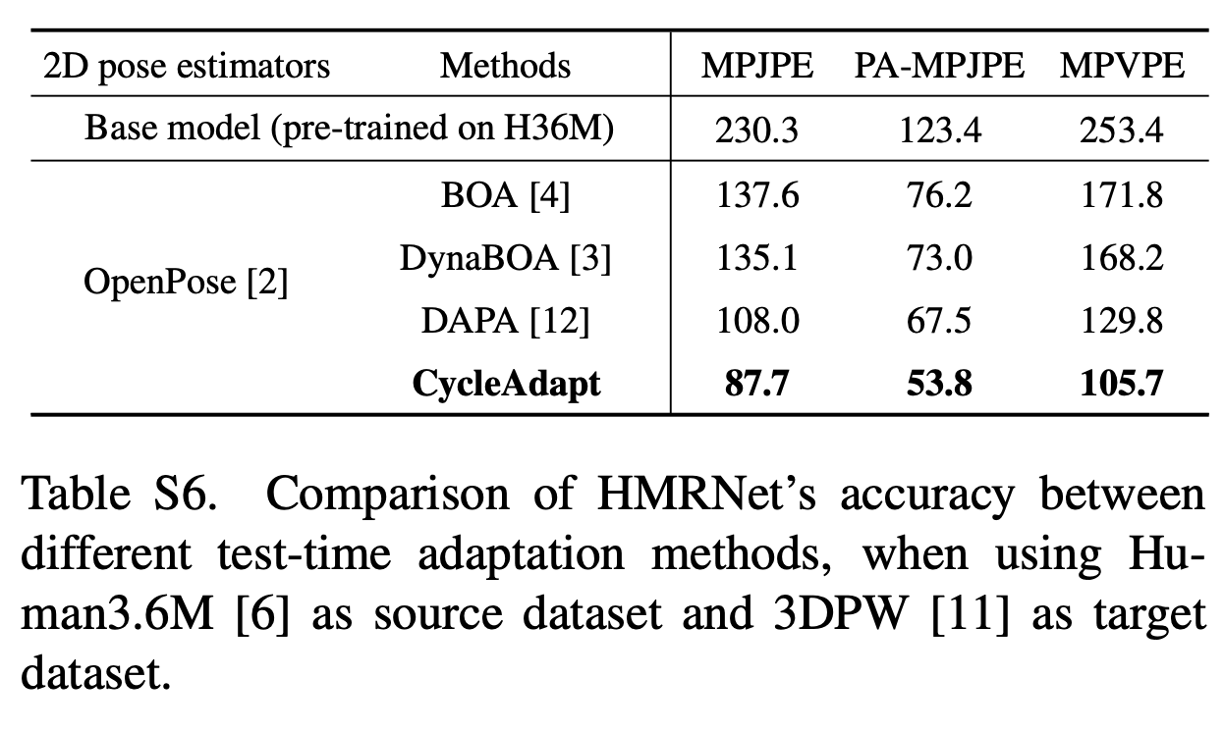 2D pose estimators Methods MPJPE PA-MPJPE MPVPE
Base model (pre-trained on H36M) 230.3 123.4 253.4
BOA [4] 137.6 76.2 171.8
DynaBOA [3] 135.1 73.0 168.2
OpenPose [2]
DAPA [12] 108.0 67.5 129.8
CycleAdapt 87.7 53.8 105.7
Table S6. Comparison of HMRNet's accuracy between
different test-time adaptation methods, when using Hu-
man3.6M [6] as source dataset and 3DPW [11] as target
dataset.